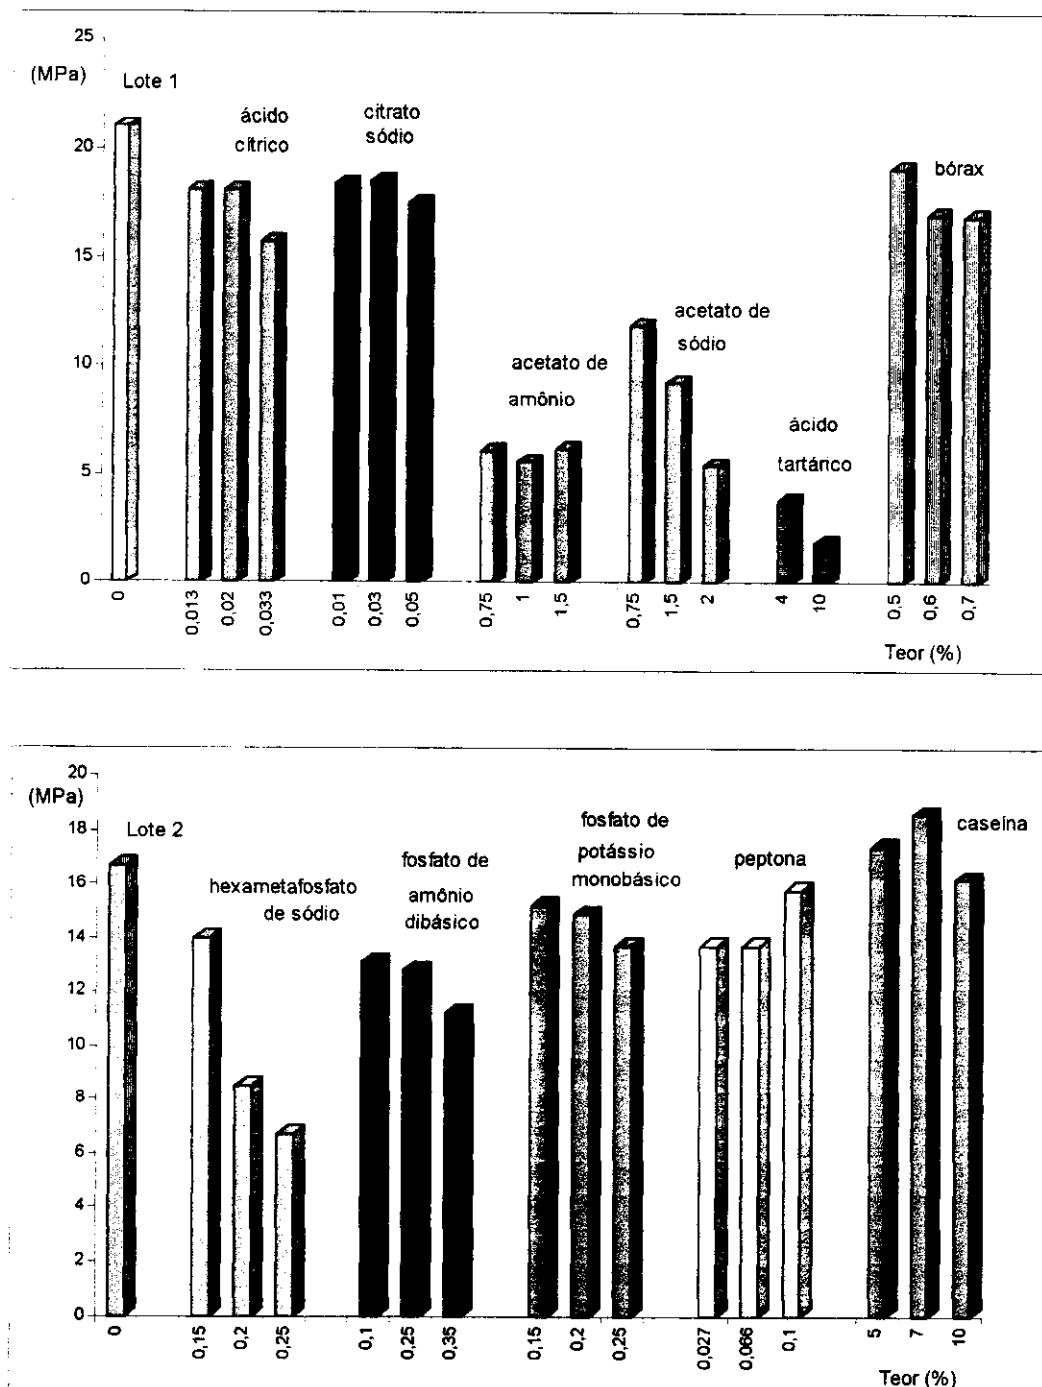 25
(MPa)
Lote 1
ácido
cítrico
citrato
sódio
bórax
20
15
acetato de
sódio
acetato de
amônio
10
ácido
tartárico
5
0
0 0,013 0,02 0,033 0,01 0,03 0,05 0,75 1 1,5 0,75 1,5 2 4 10 0,5 0,6 0,7
Teor (%)
20
(MPa)
Lote 2
18
hexametafosfato
de sódio
fosfato de
amônio
dibásico
fosfato de
potássio
monobásico
peptona
caseína
16
14
12
10
8
6
4
2
0
0 0,15 0,2 0,25 0,1 0,25 0,35 0,15 0,2 0,25 0,027 0,066 0,1 5 7 10
Teor (%)